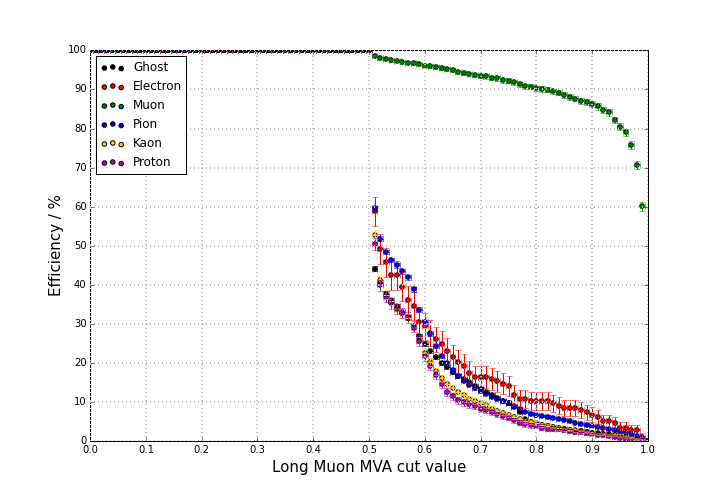 100
90
80
70
60
50
40
30
20
10
0
Efficiency / %
Ghost
Electron
Muon
Pion
Kaon
Proton
0.0 0.1 0.2 0.3 0.4 0.5 0.6 0.7 0.8 0.9 1.0
Long Muon MVA cut value